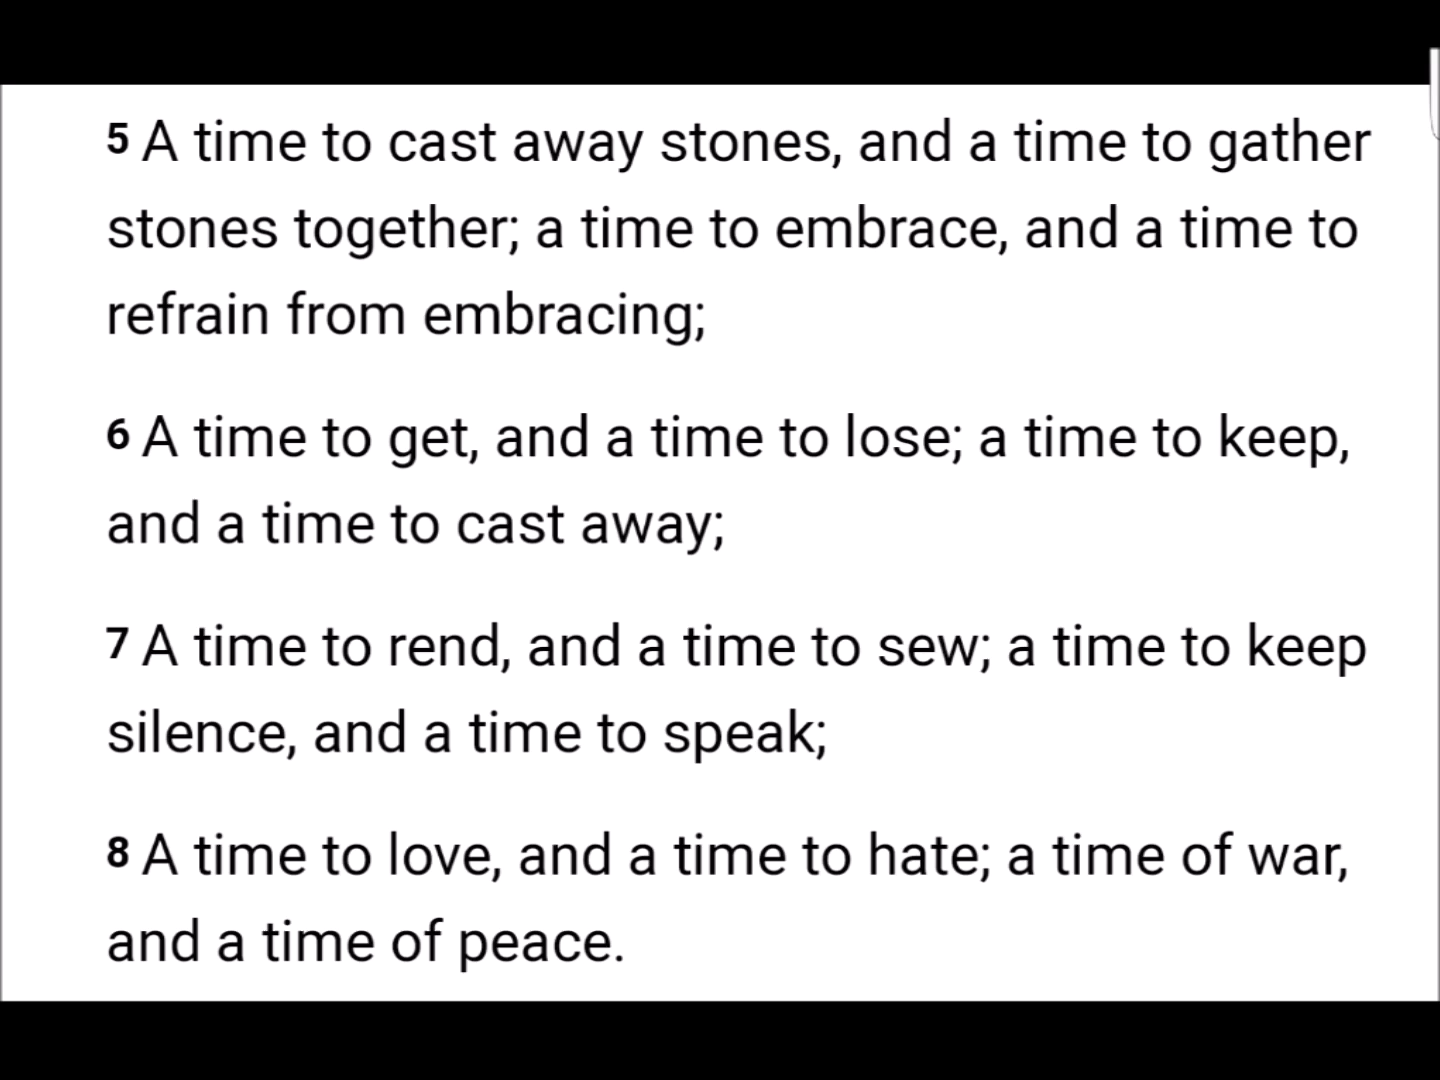 5 A time to cast away stones, and a time to gather
stones together; a time to embrace, and a time to
refrain from embracing;
6 A time to get, and a time to lose; a time to keep,
and a time to cast away;
7 A time to rend, and a time to sew; a time to keep
silence, and a time to speak;
8 A time to love, and a time to hate; a time of war,
and a time of peace.